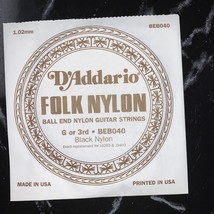 1.02mm BEB040
D'Addario
FOLK NYLON
BALL END NYLON GUITAR STRINGS
G or 3rd • BEB040
Black Nylon
MADE IN USA PRINTED IN USA